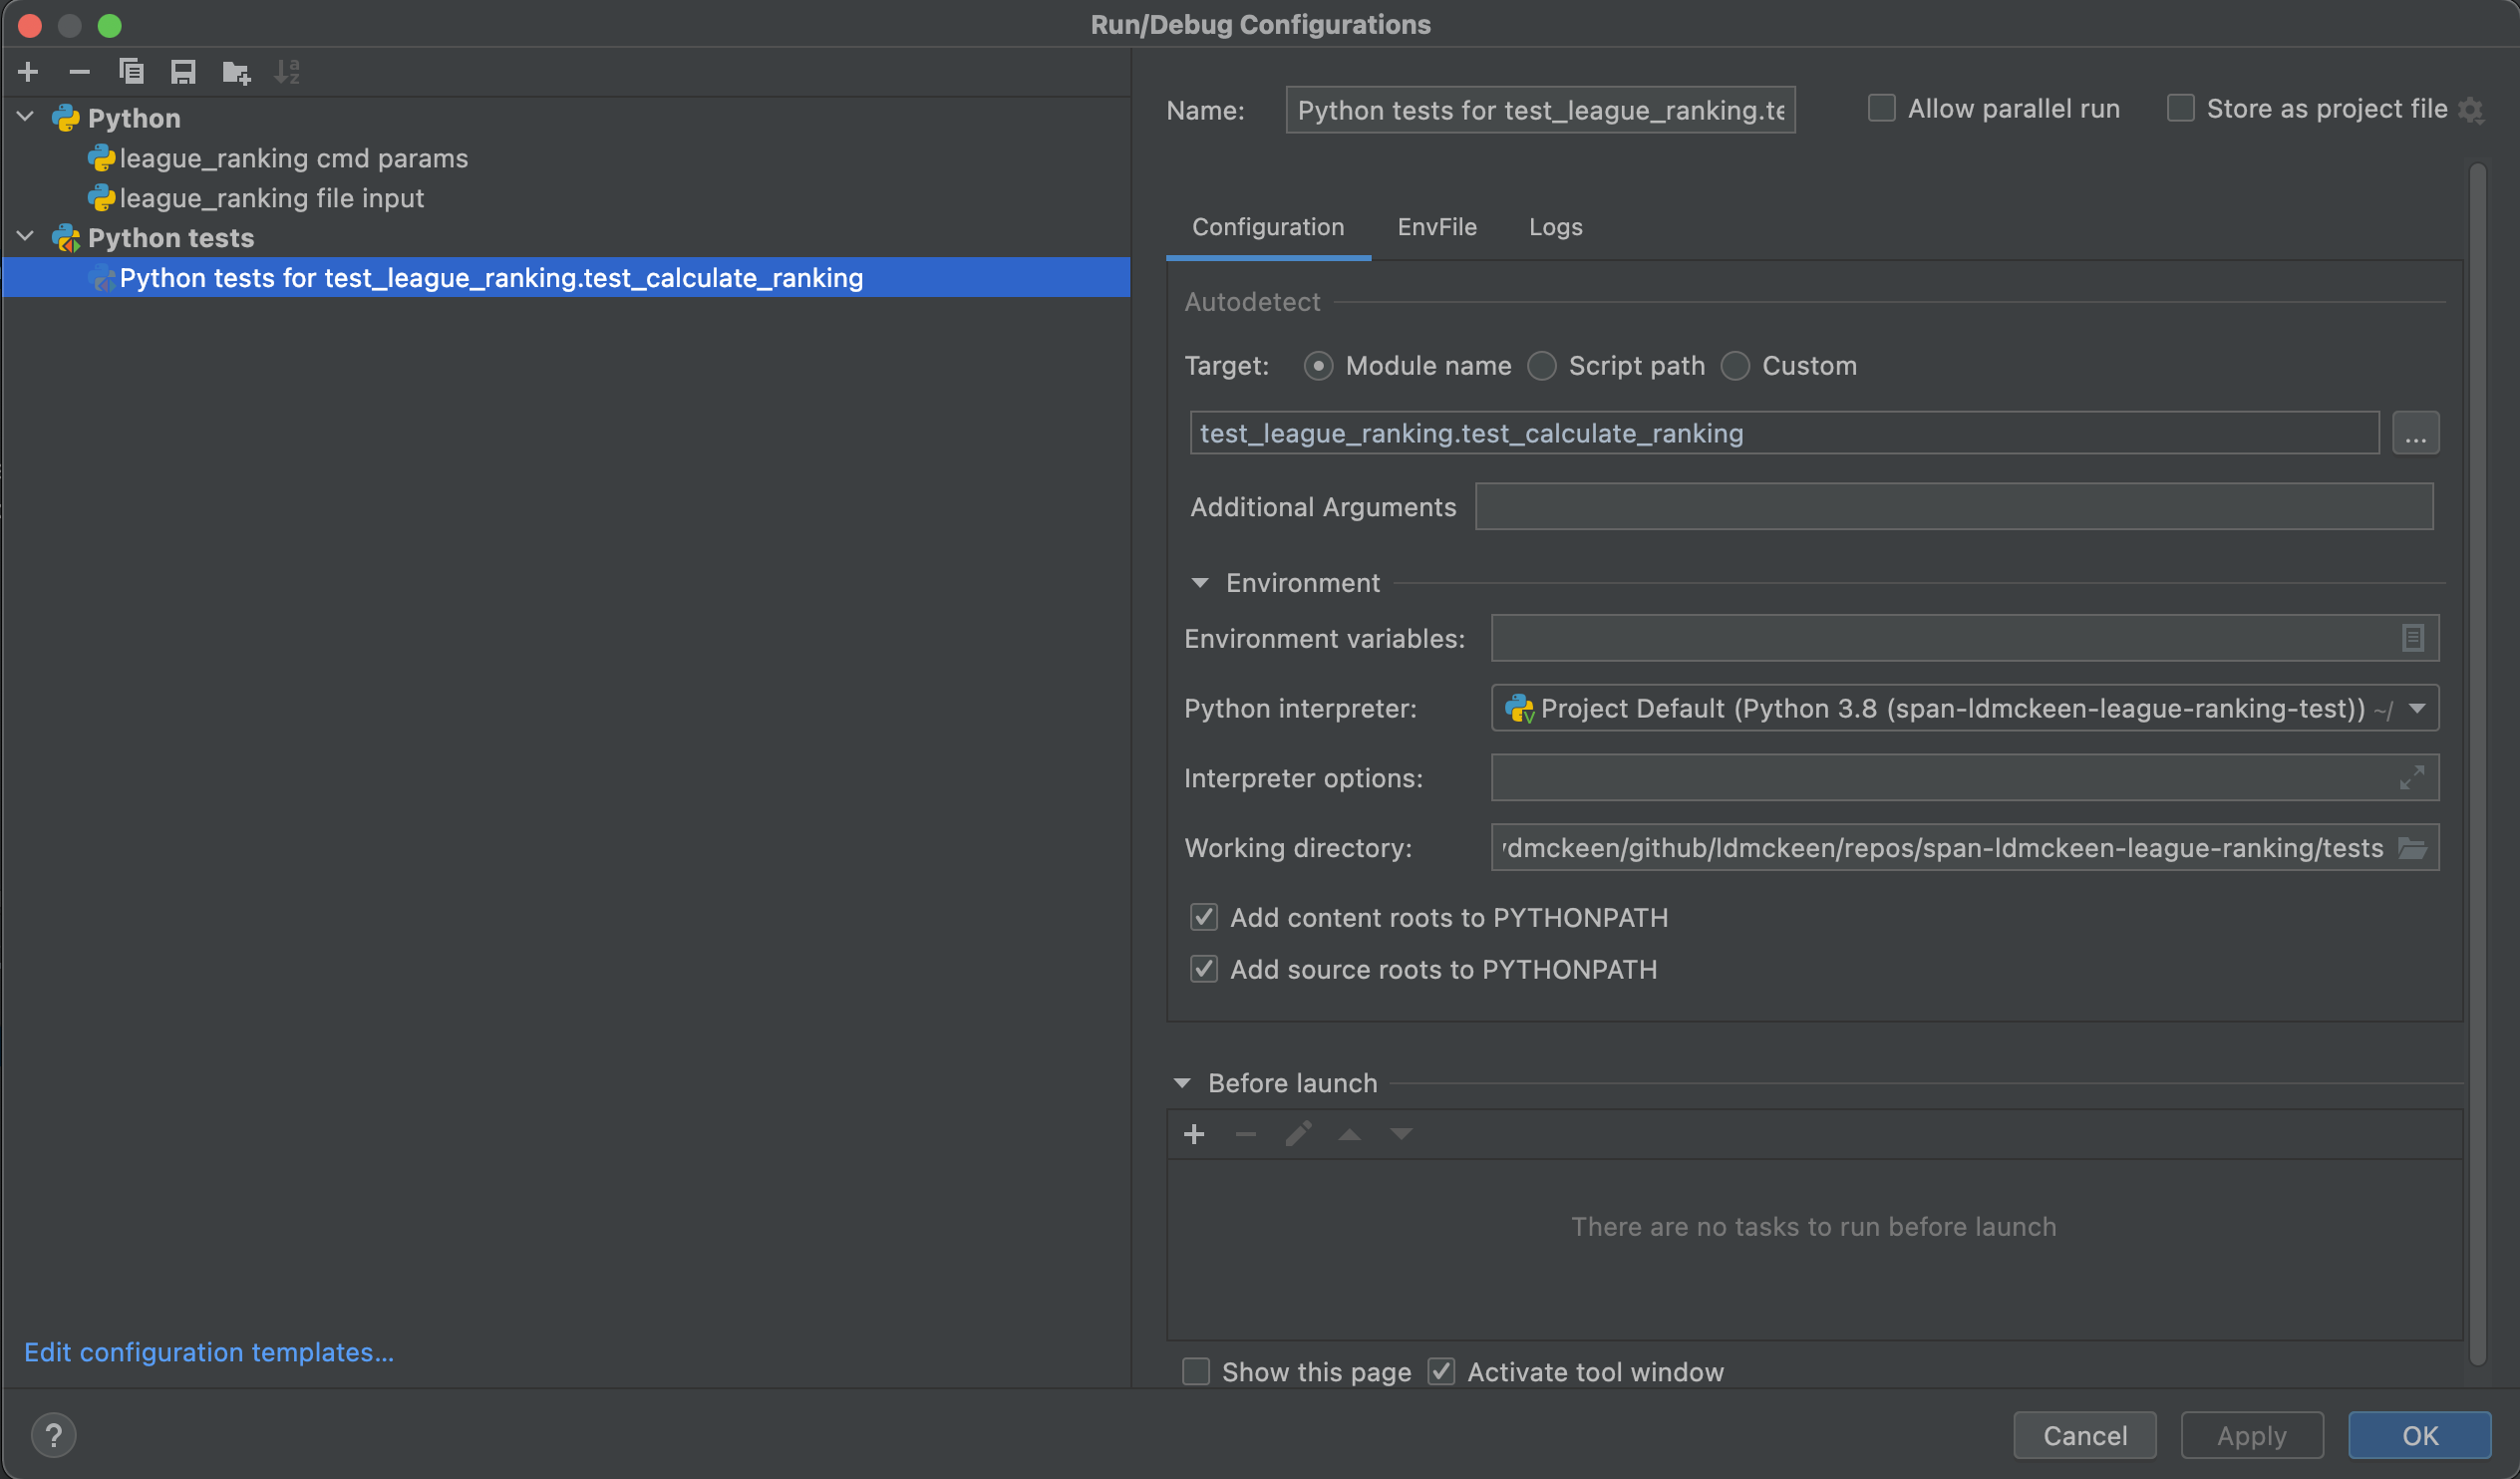 Run/Debug Configurations
Python
league_ranking cmd params
league_ranking file input
Python tests
Python tests for test_league_ranking.test_calculate_ranking
Edit configuration templates...
Name: Python tests for test_league_ranking.te
Allow parallel run
Store as project file
Configuration EnvFile Logs
Autodetect
Target: Module name Script path Custom
test_league_ranking.test_calculate_ranking ...
Additional Arguments
Environment
Environment variables:
Python interpreter: Project Default (Python 3.8 (span-ldmckeen-league-ranking-test)) ~/
Interpreter options:
Working directory: dmckeen/github/ldmckeen/repos/span-ldmckeen-league-ranking/tests
Add content roots to PYTHONPATH
Add source roots to PYTHONPATH
Before launch
There are no tasks to run before launch
Show this page Activate tool window
? Cancel Apply OK